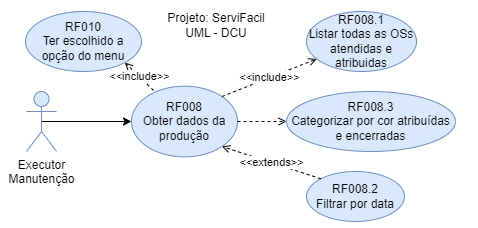 Projeto: ServiFacil
UML - DCU
RF010
Ter escolhido a
opção do menu
RF008.1
Listar todas as OSs
atendidas e
atribuidas
<<include>>
<<include>>
RF008
Obter dados da
produção
RF008.3
Categorizar por cor atribuídas
e encerradas
Executor
Manutenção
<<extends>>
RF008.2
Filtrar por data